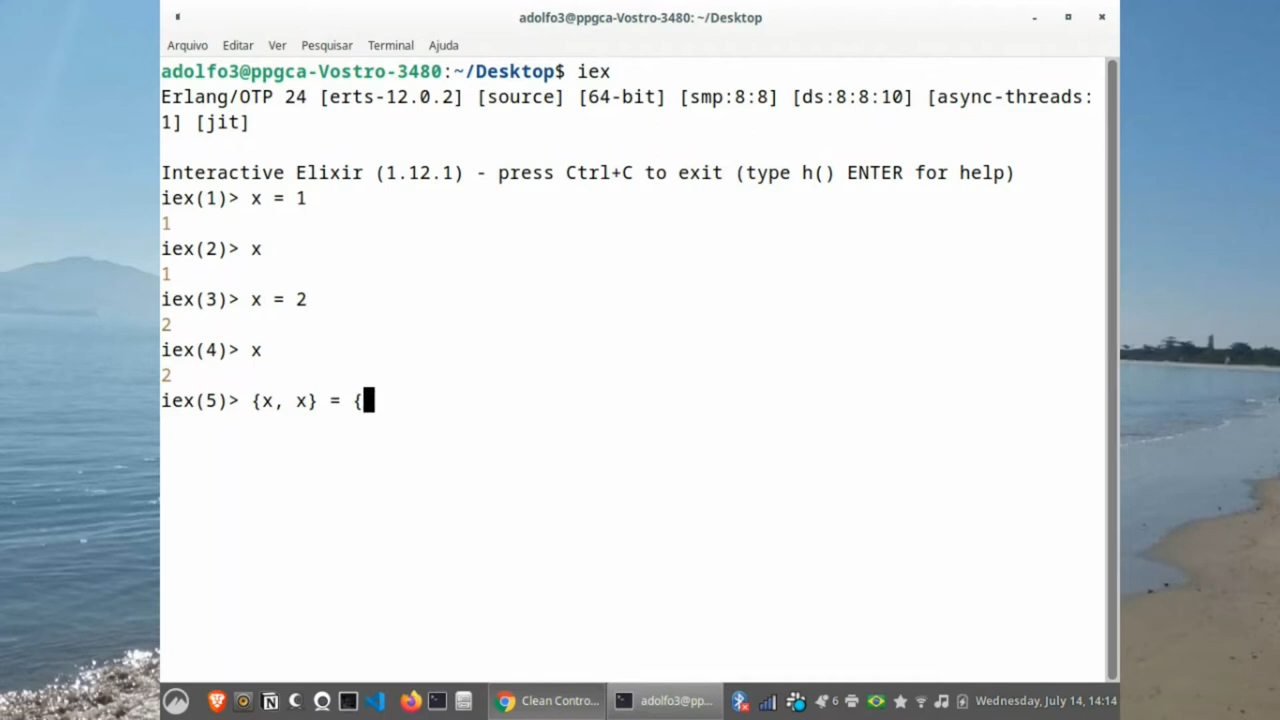 adolfo3@ppgca-Vostro-3480: ~/Desktop
Arquivo Editar Ver Pesquisar Terminal Ajuda
adolfo3@ppgca-Vostro-3480:~/Desktop$ iex
Erlang/OTP 24 [erts-12.0.2] [source] [64-bit] [smp:8:8] [ds:8:8:10] [async-threads:
1] [jit]
Interactive Elixir (1.12.1) - press Ctrl+C to exit (type h() ENTER for help)
iex(1)> x = 1
1
iex(2)> x
1
iex(3)> x = 2
2
iex(4)> x
2
iex(5)> {x, x} = {
Clean Contro... adolfo3@pp... 6 Wednesday, July 14, 14:14